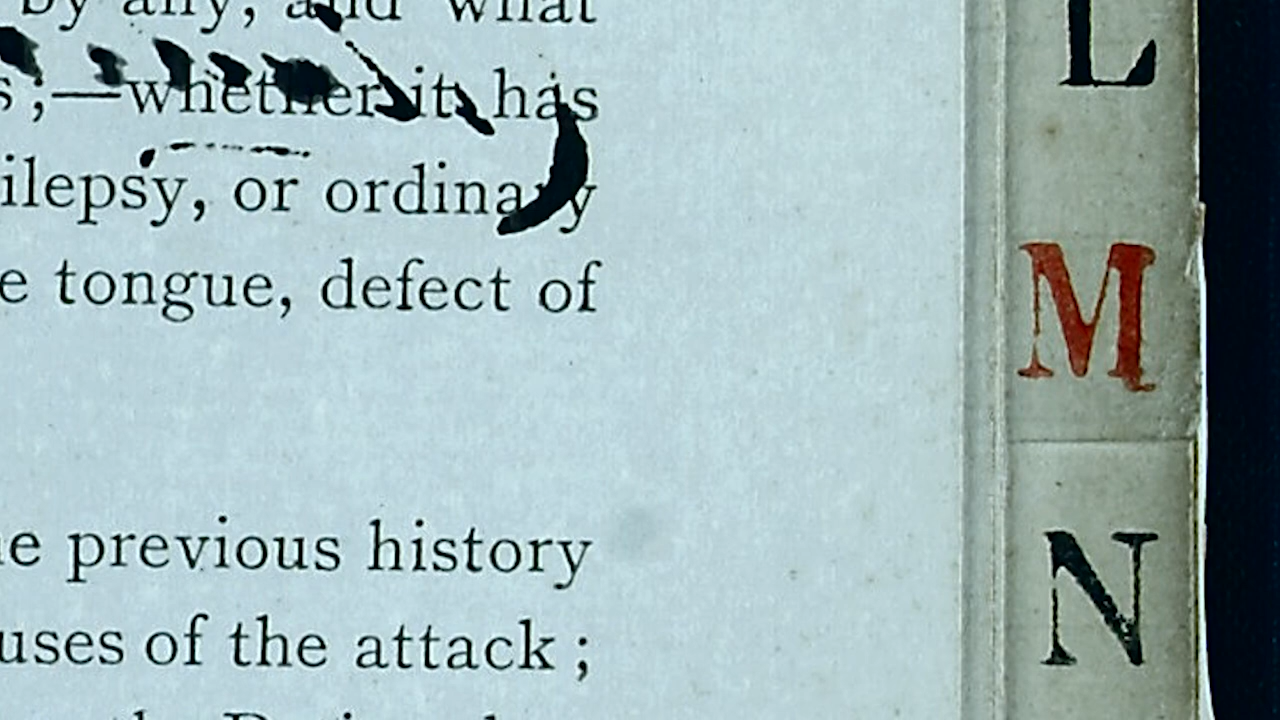 by any, and what
s ;—whether it has
ilepsy, or ordinary
e tongue, defect of
e previous history
uses of the attack ;
L
M
N